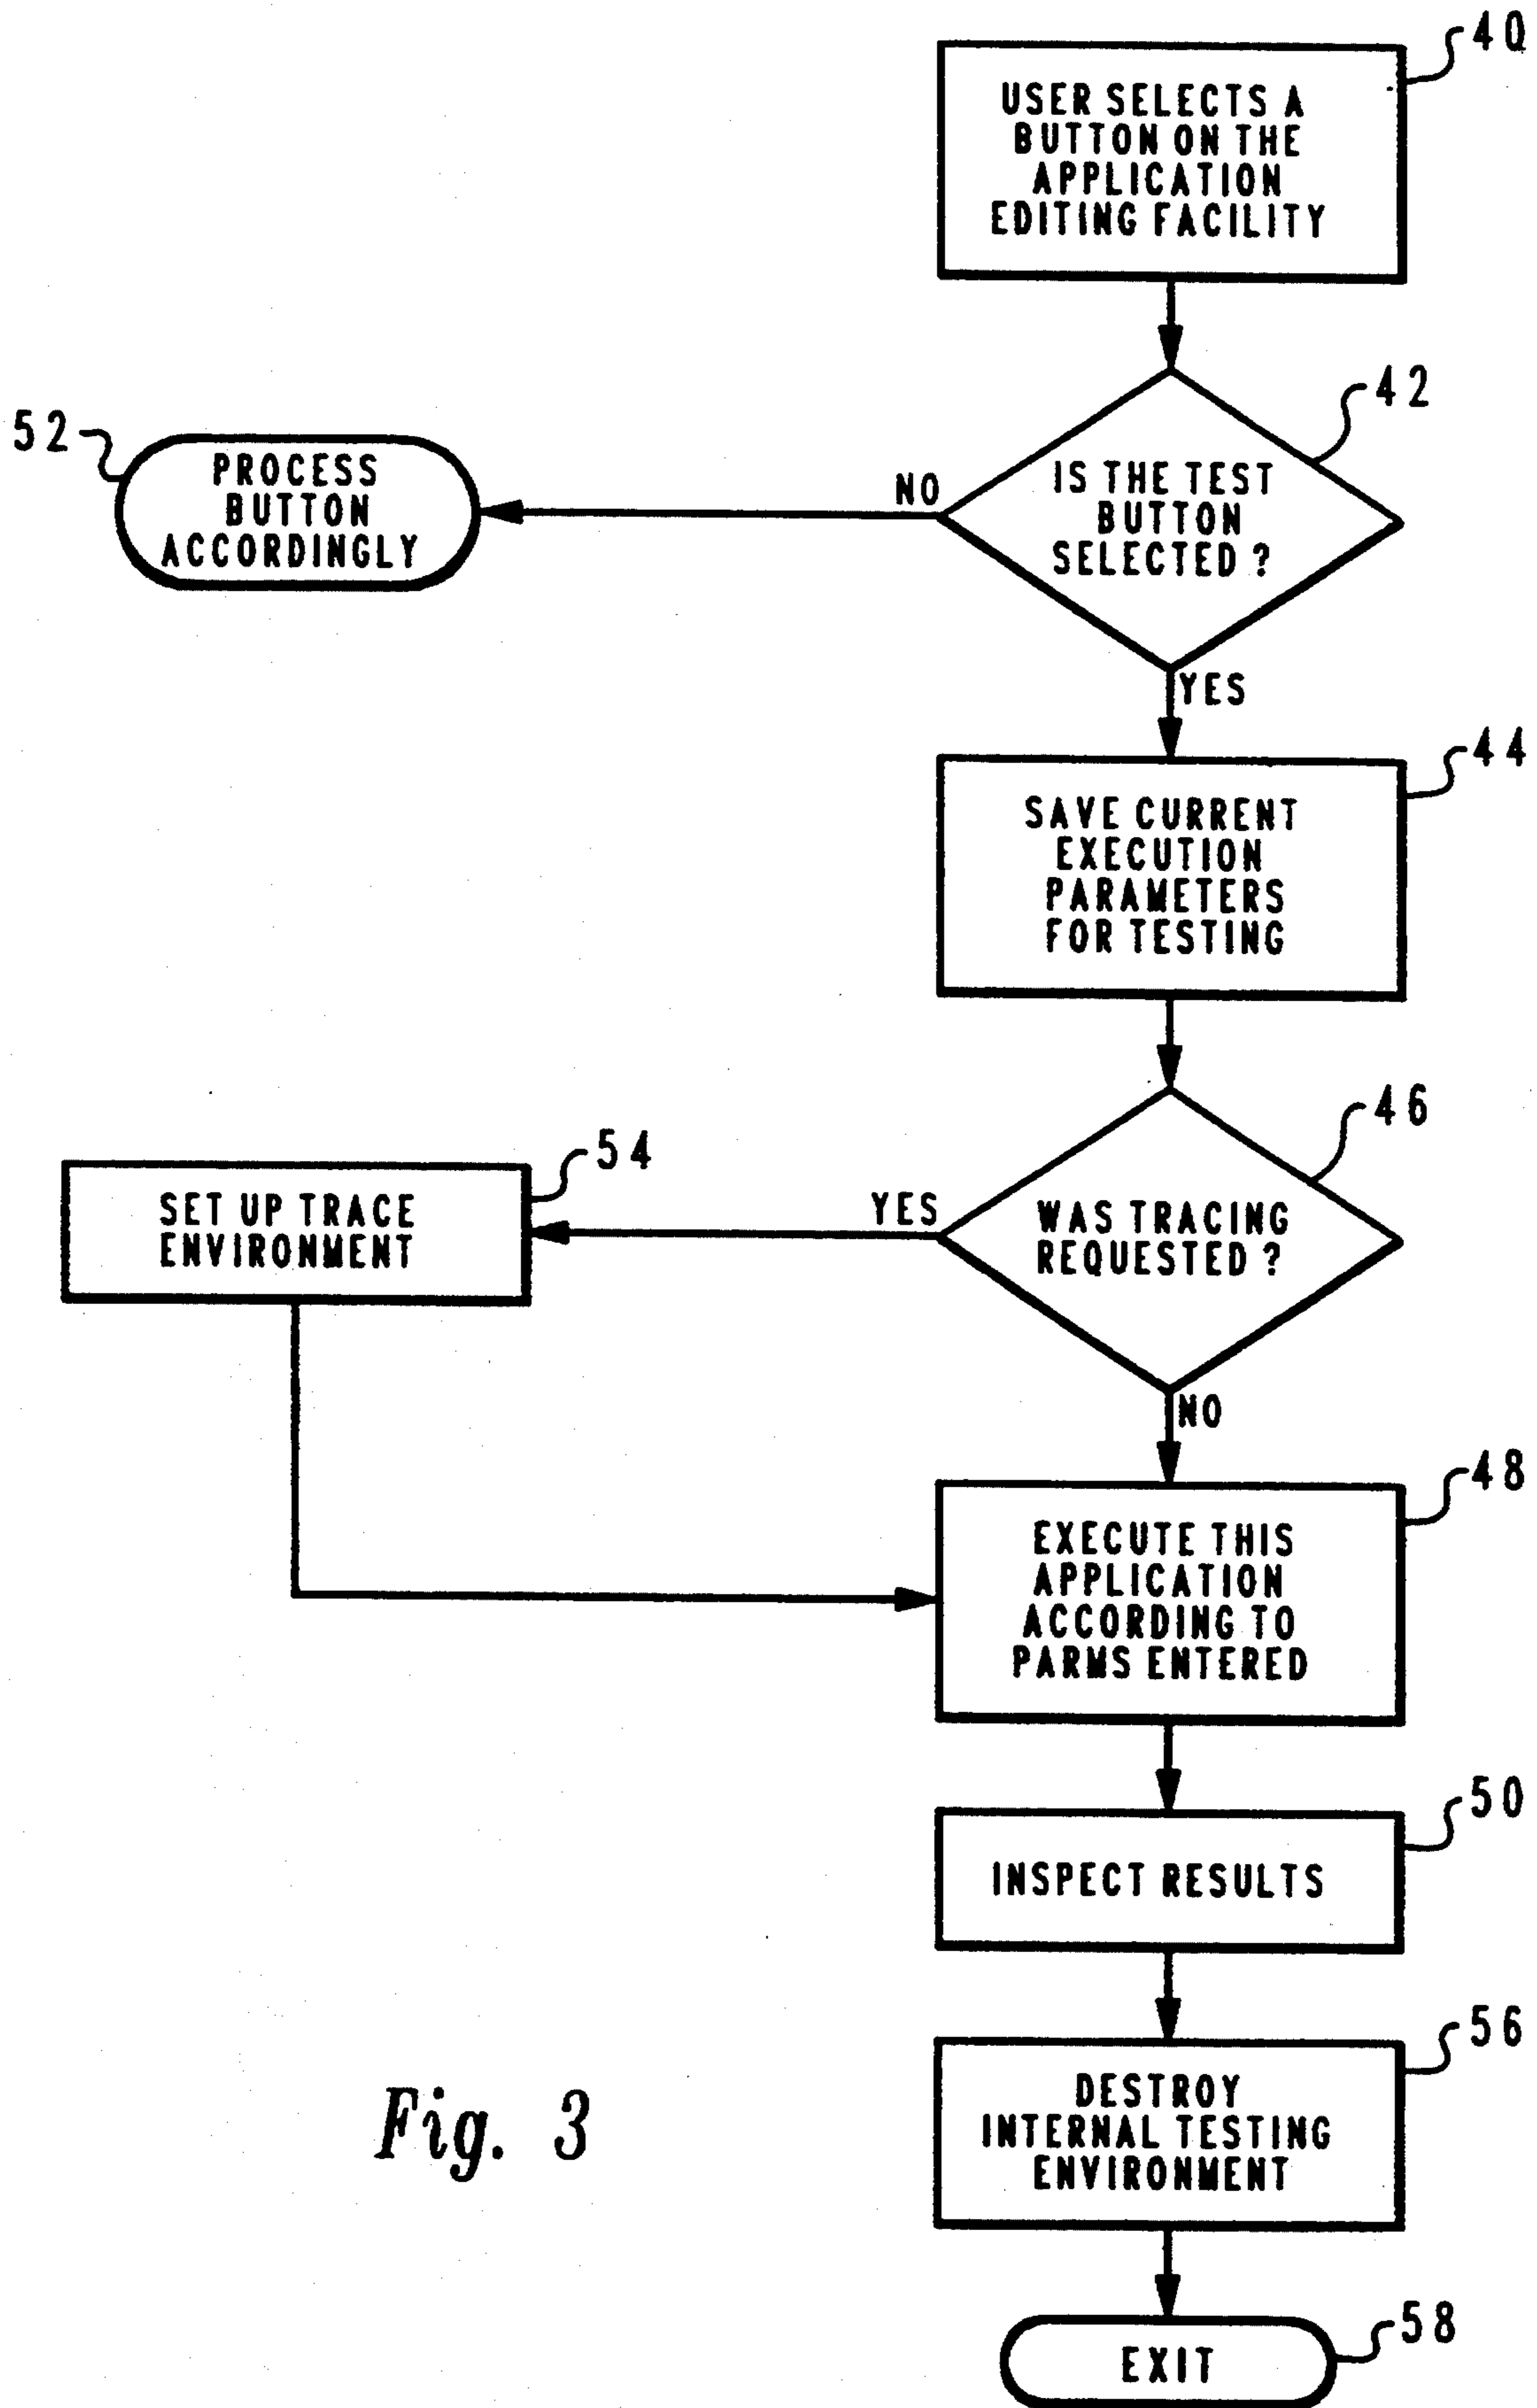 40
USER SELECTS A
BUTTON ON THE
APPLICATION
EDITING FACILITY
42
IS THE TEST
BUTTON
SELECTED ?
NO
52
PROCESS
BUTTON
ACCORDINGLY
YES
44
SAVE CURRENT
EXECUTION
PARAMETERS
FOR TESTING
46
WAS TRACING
REQUESTED ?
YES
54
SET UP TRACE
ENVIRONMENT
NO
48
EXECUTE THIS
APPLICATION
ACCORDING TO
PARMS ENTERED
50
INSPECT RESULTS
56
DESTROY
INTERNAL TESTING
ENVIRONMENT
Fig. 3
58
EXIT